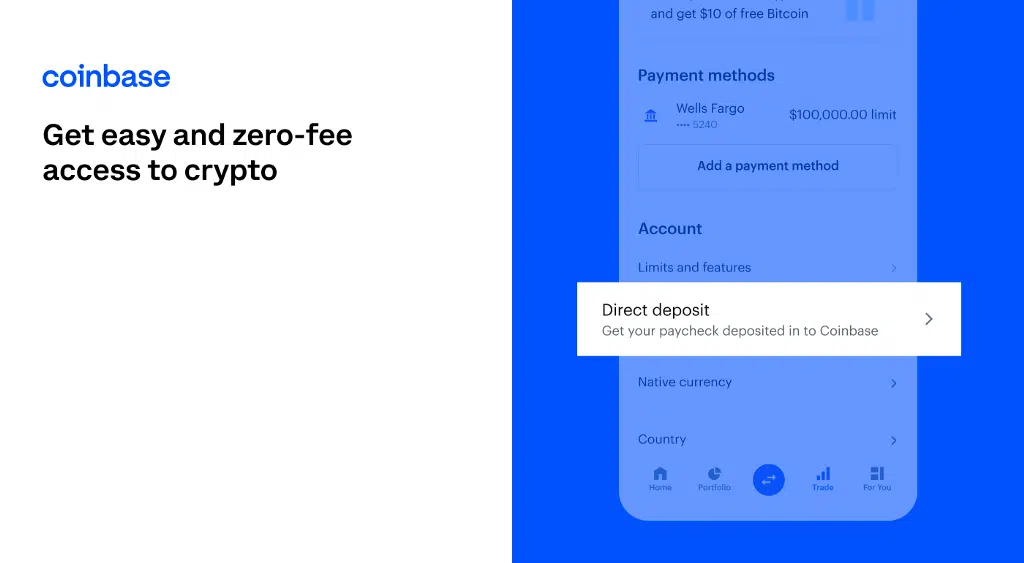 coinbase
Get easy and zero-fee
access to crypto
and get $10 of free Bitcoin
Payment methods
Wells Fargo
•••• 5240
$100,000.00 limit
Add a payment method
Account
Limits and features
Direct deposit
Get your paycheck deposited in to Coinbase
Native currency
Country
Home
Portfolio
Trade
For You